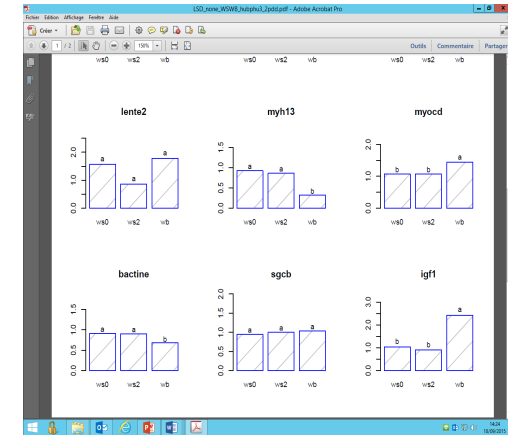 LSD_none_WSWB_hubphu3_2pdd.pdf - Adobe Acrobat Pro
Fichier Edition Affichage Fenêtre Aide
Créer
1 / 2 150% Outils Commentaire Partager
ws0 ws2 wb ws0 ws2 wb ws0 ws2 wb
lente2 myh13 myocd
0.0 1.0 2.0 0.0 0.5 1.0 1.5 0.0 1.0 2.0
a a a a a b b b a
ws0 ws2 wb ws0 ws2 wb ws0 ws2 wb
bactine sgcb igf1
0.0 0.5 1.0 1.5 0.0 0.5 1.0 1.5 2.0 0.0 1.0 2.0 3.0
a a b a a a b b a
ws0 ws2 wb ws0 ws2 wb ws0 ws2 wb
14:24
18/09/2015